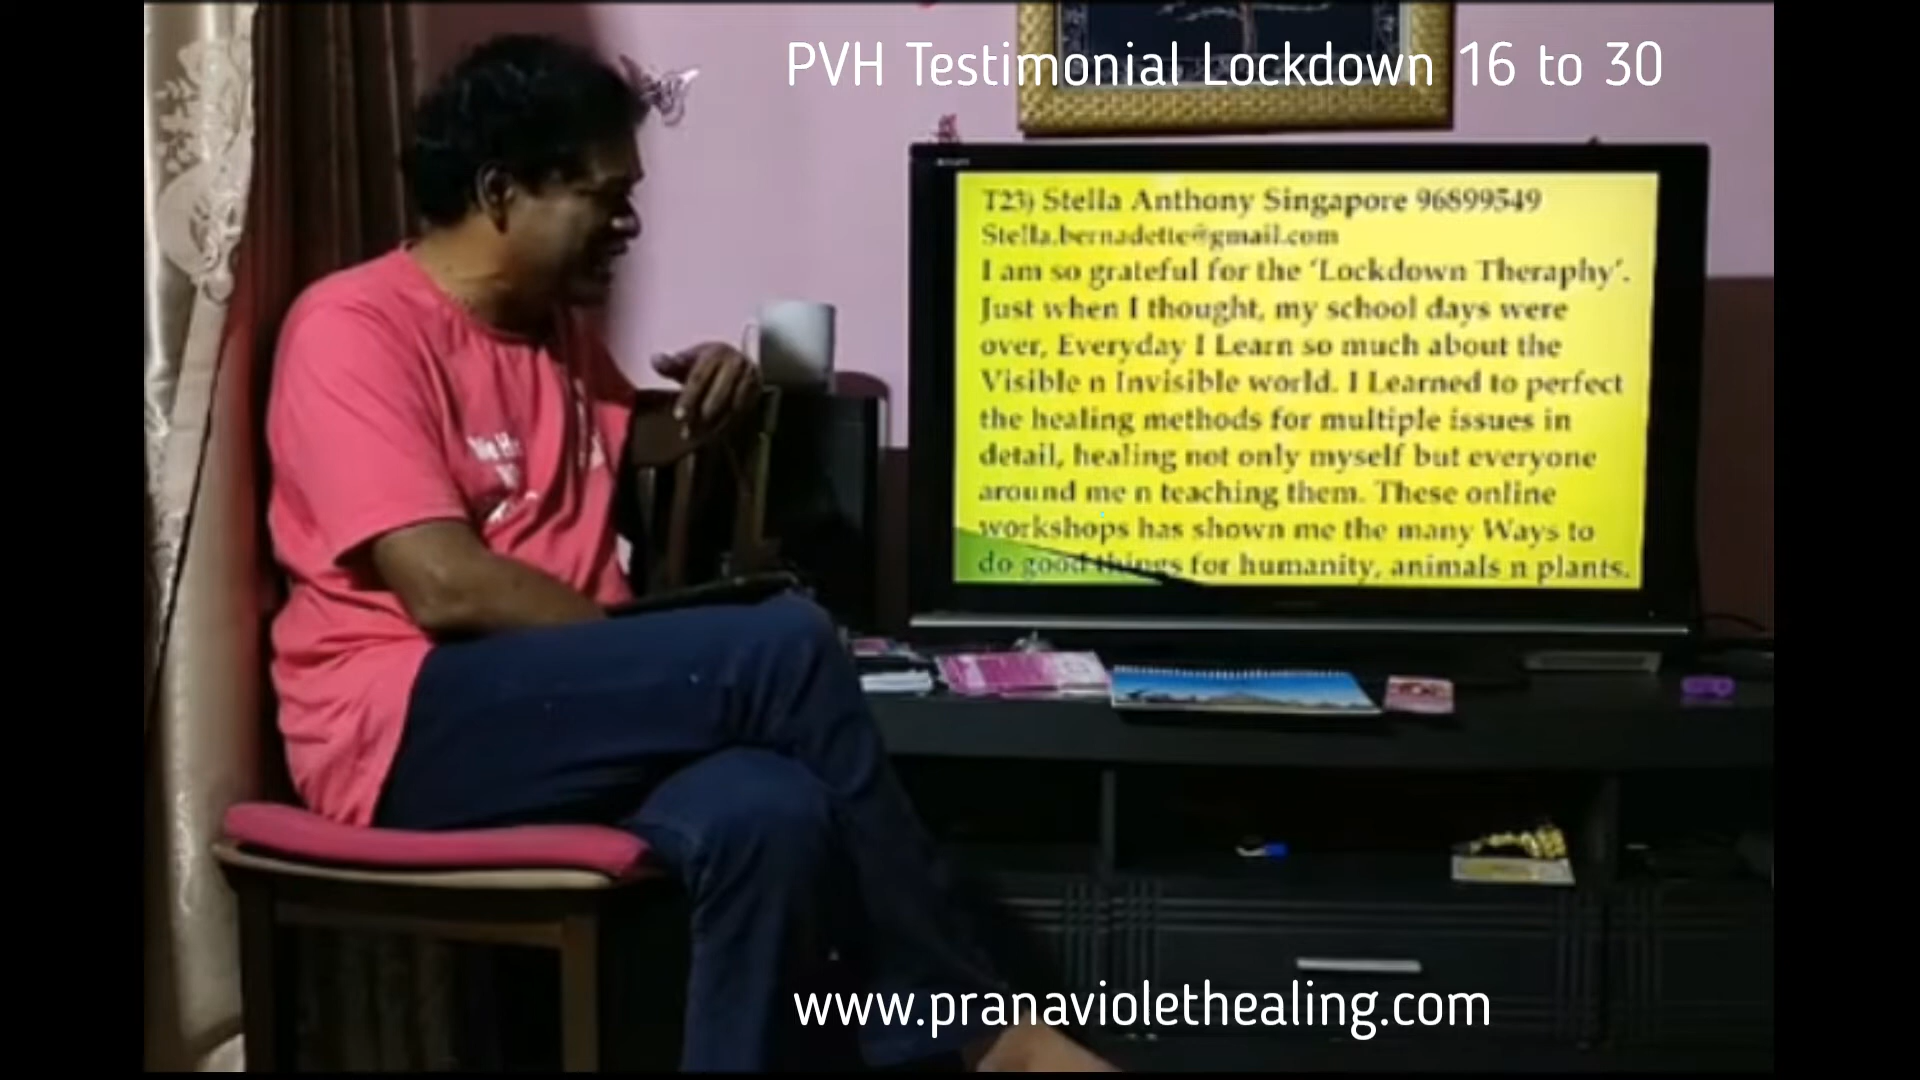 PVH Testimonial Lockdown 16 to 30
T23) Stella Anthony Singapore 96899549
Stella.bernadette@gmail.com
I am so grateful for the ‘Lockdown Theraphy’.
Just when I thought, my school days were
over, Everyday I Learn so much about the
Visible n Invisible world. I Learned to perfect
the healing methods for multiple issues in
detail, healing not only myself but everyone
around me n teaching them. These online
workshops has shown me the many Ways to
do good things for humanity, animals n plants.
www.pranaviolethealing.com